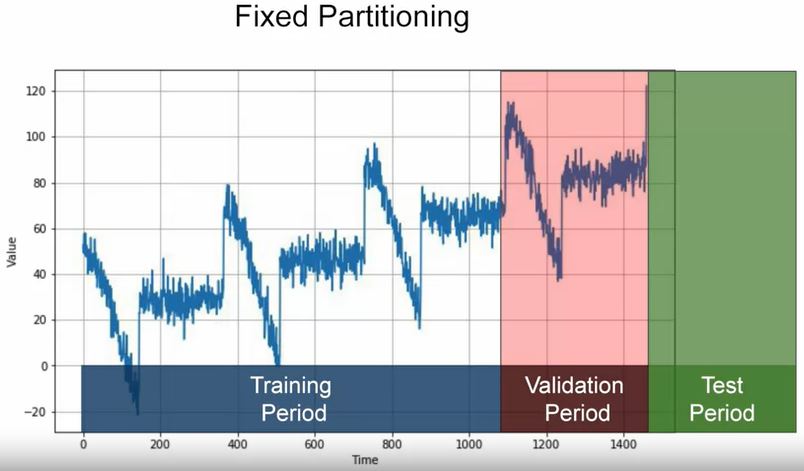 Fixed Partitioning
120
100
80
60
40
20
0
−20
Value
Training
Period
Validation
Period
Test
Period
0 200 400 600 800 1000 1200 1400
Time